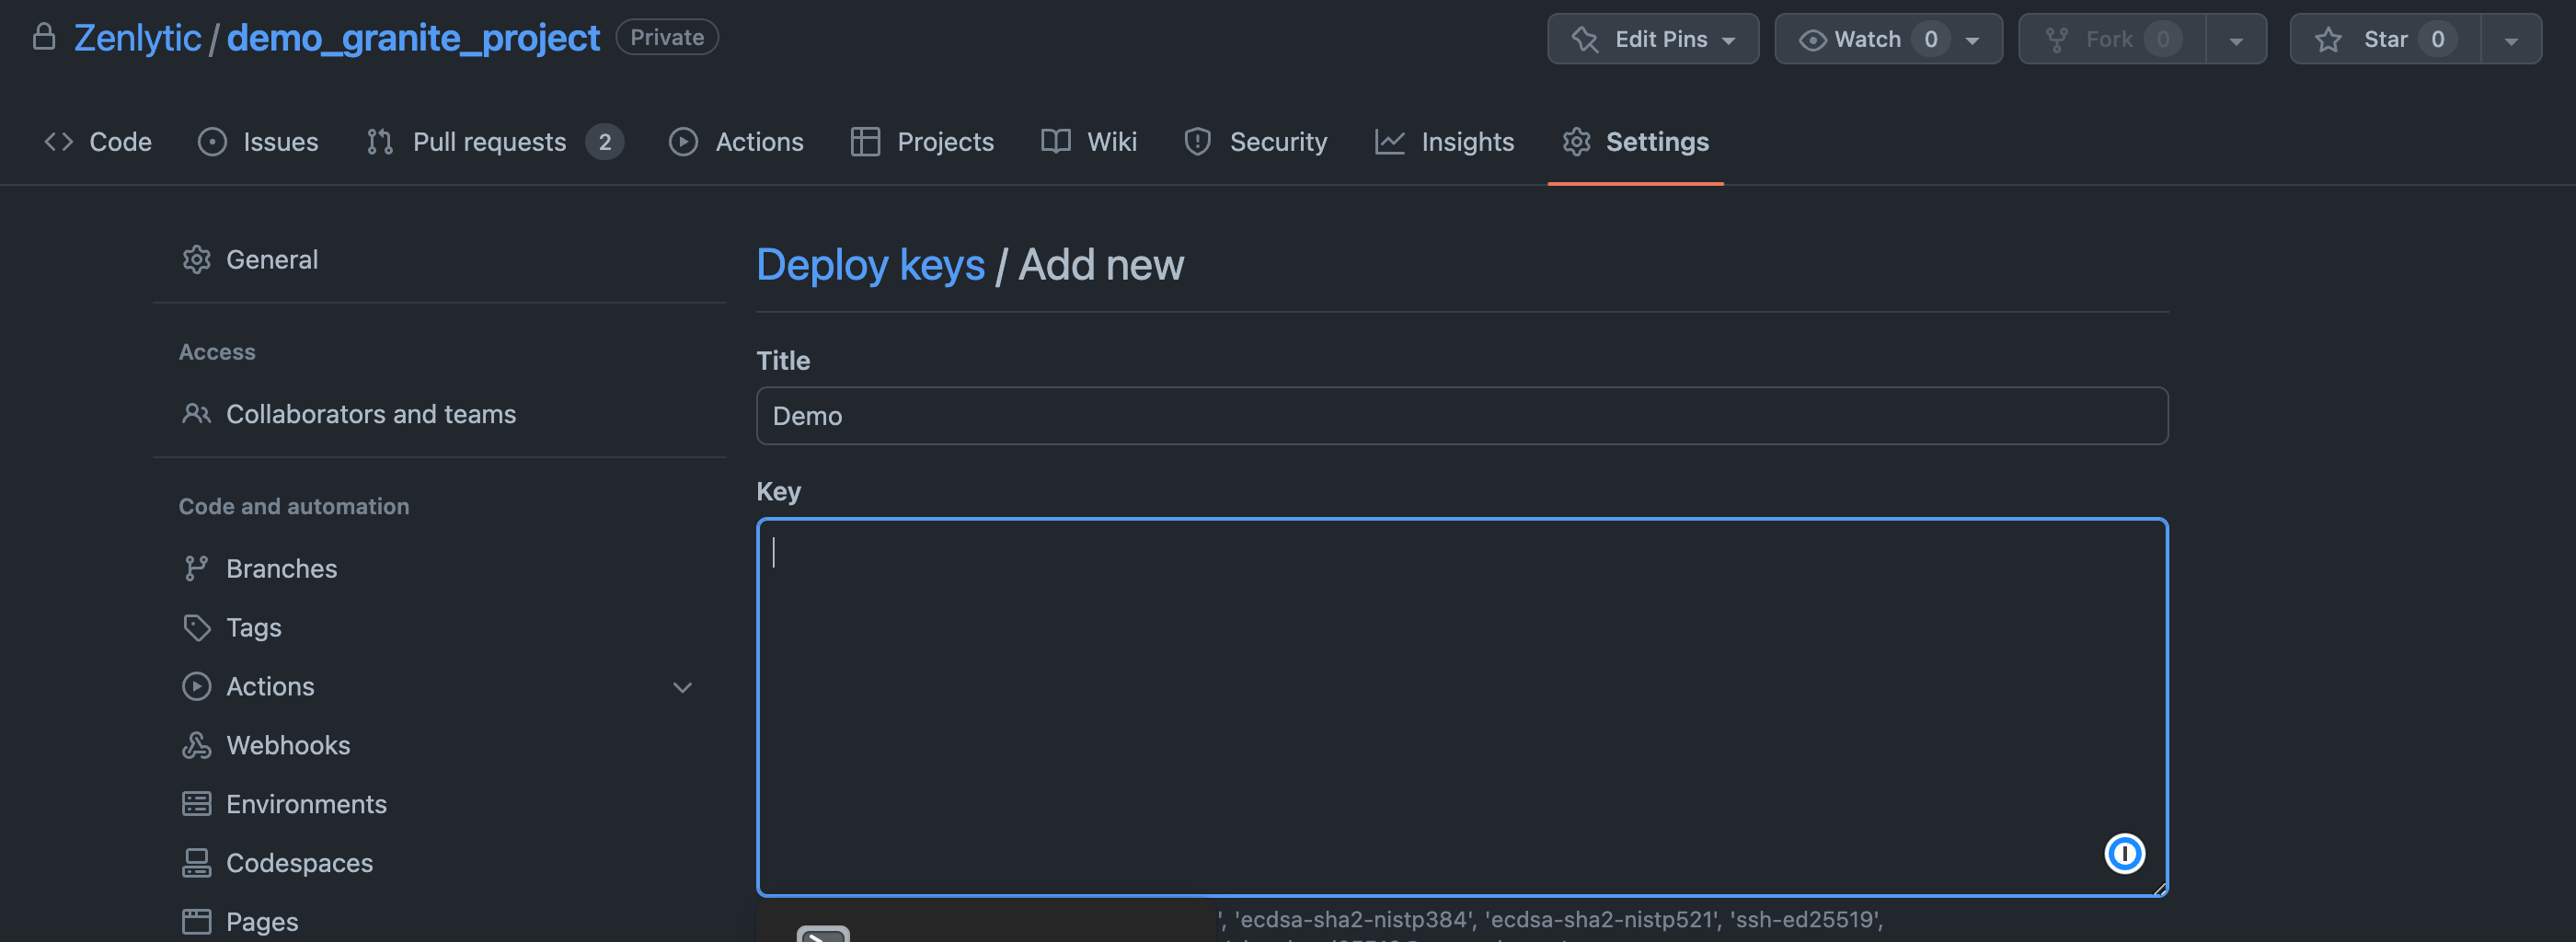 Zenlytic / demo_granite_project Private Edit Pins Watch 0 Fork 0 Star 0
Code Issues Pull requests 2 Actions Projects Wiki Security Insights Settings
General
Access
Collaborators and teams
Code and automation
Branches
Tags
Actions
Webhooks
Environments
Codespaces
Pages
Deploy keys / Add new
Title
Demo
Key
', 'ecdsa-sha2-nistp384', 'ecdsa-sha2-nistp521', 'ssh-ed25519',